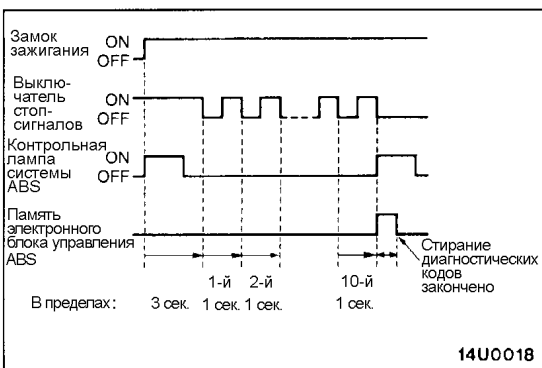 Замок
зажигания
ON
OFF
Выклю-
чатель
стоп-
сигналов
ON
OFF
Контрольная
лампа
системы
ABS
ON
OFF
Память
электронного
блока управления
ABS
Стирание
диагностических
кодов
закончено
1-й 2-й 10-й
В пределах: 3 сек. 1 сек. 1 сек. 1 сек.
14U0018